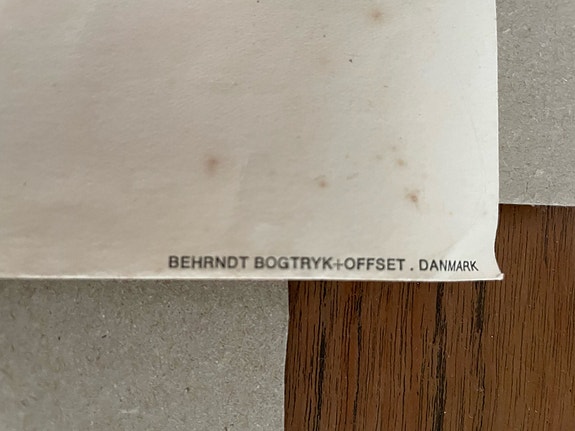 BEHRNDT BOGTRYK+OFFSET . DANMARK